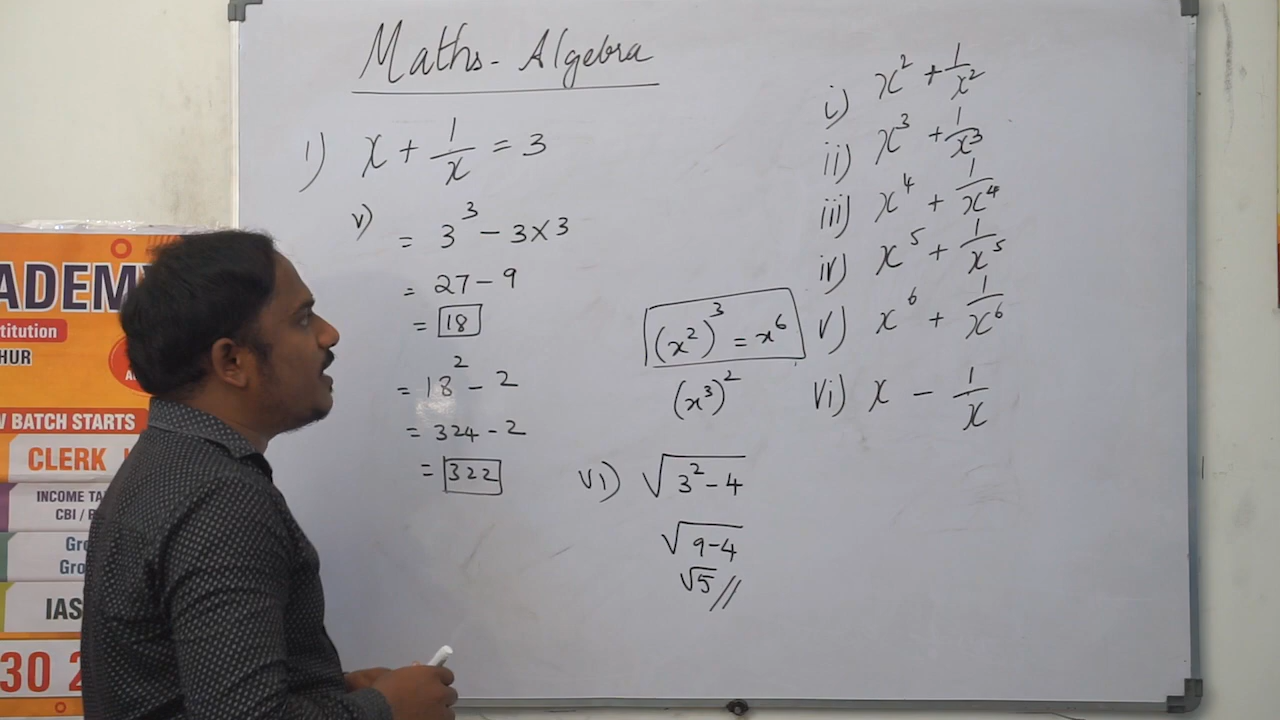 Maths - Algebra
1) x + 1/x = 3
v) = 3³ - 3×3
= 27 - 9
= 18
= 18² - 2
= 324 - 2
= 322
(x²)³ = x⁶
(x³)²
vi) √(3² - 4)
√(9-4)
√5 //
i) x² + 1/x²
ii) x³ + 1/x³
iii) x⁴ + 1/x⁴
iv) x⁵ + 1/x⁵
v) x⁶ + 1/x⁶
vi) x - 1/x
ADEMY
titution
HUR
W BATCH STARTS
CLERK
INCOME TA
CBI /
Gro
Gro
IAS
30 2